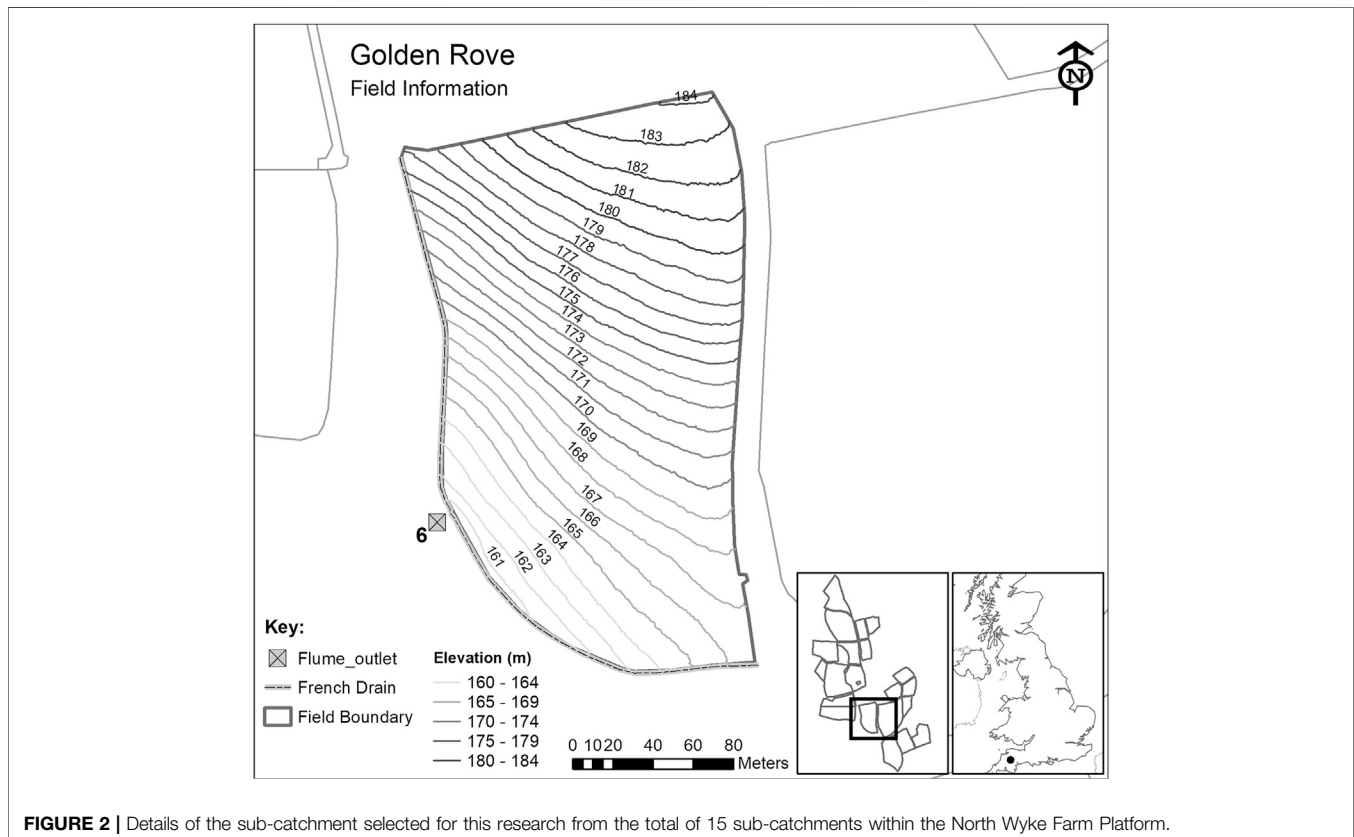 Golden Rove
Field Information
N
184
183
182
181
180
179
178
177
176
175
174
173
172
171
170
169
168
167
166
165
164
163
162
161
6
Key:
Flume_outlet
French Drain
Field Boundary
Elevation (m)
160 - 164
165 - 169
170 - 174
175 - 179
180 - 184
0 10 20 40 60 80
Meters
FIGURE 2 | Details of the sub-catchment selected for this research from the total of 15 sub-catchments within the North Wyke Farm Platform.